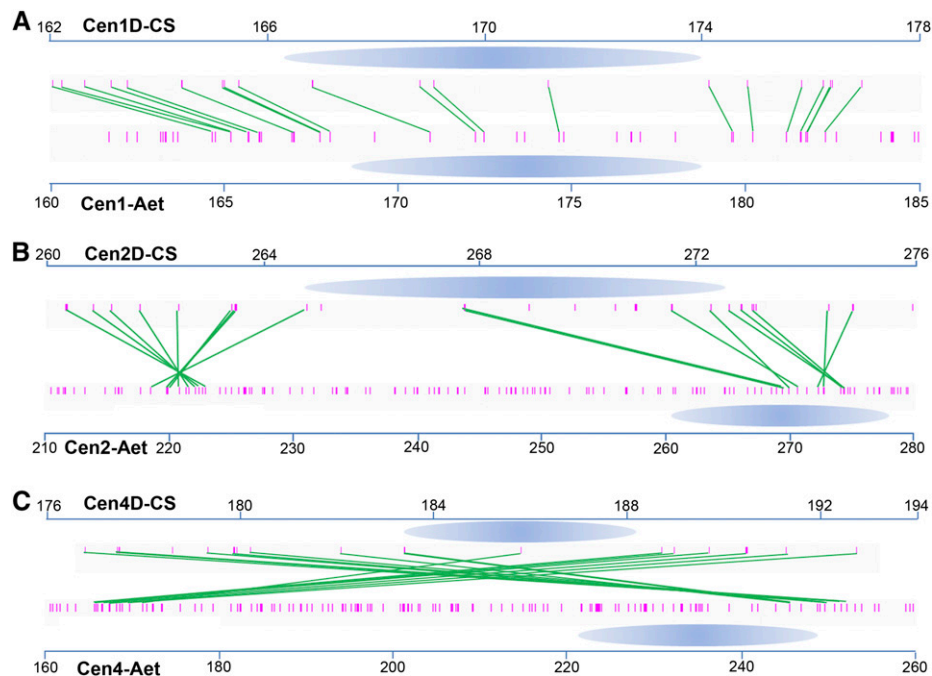 A
162 Cen1D-CS 166 170 174 178
160 165 170 175 180 185
Cen1-Aet
B
260 Cen2D-CS 264 268 272 276
210 Cen2-Aet 220 230 240 250 260 270 280
C
176 Cen4D-CS 180 184 188 192 194
160 180 200 220 240 260
Cen4-Aet